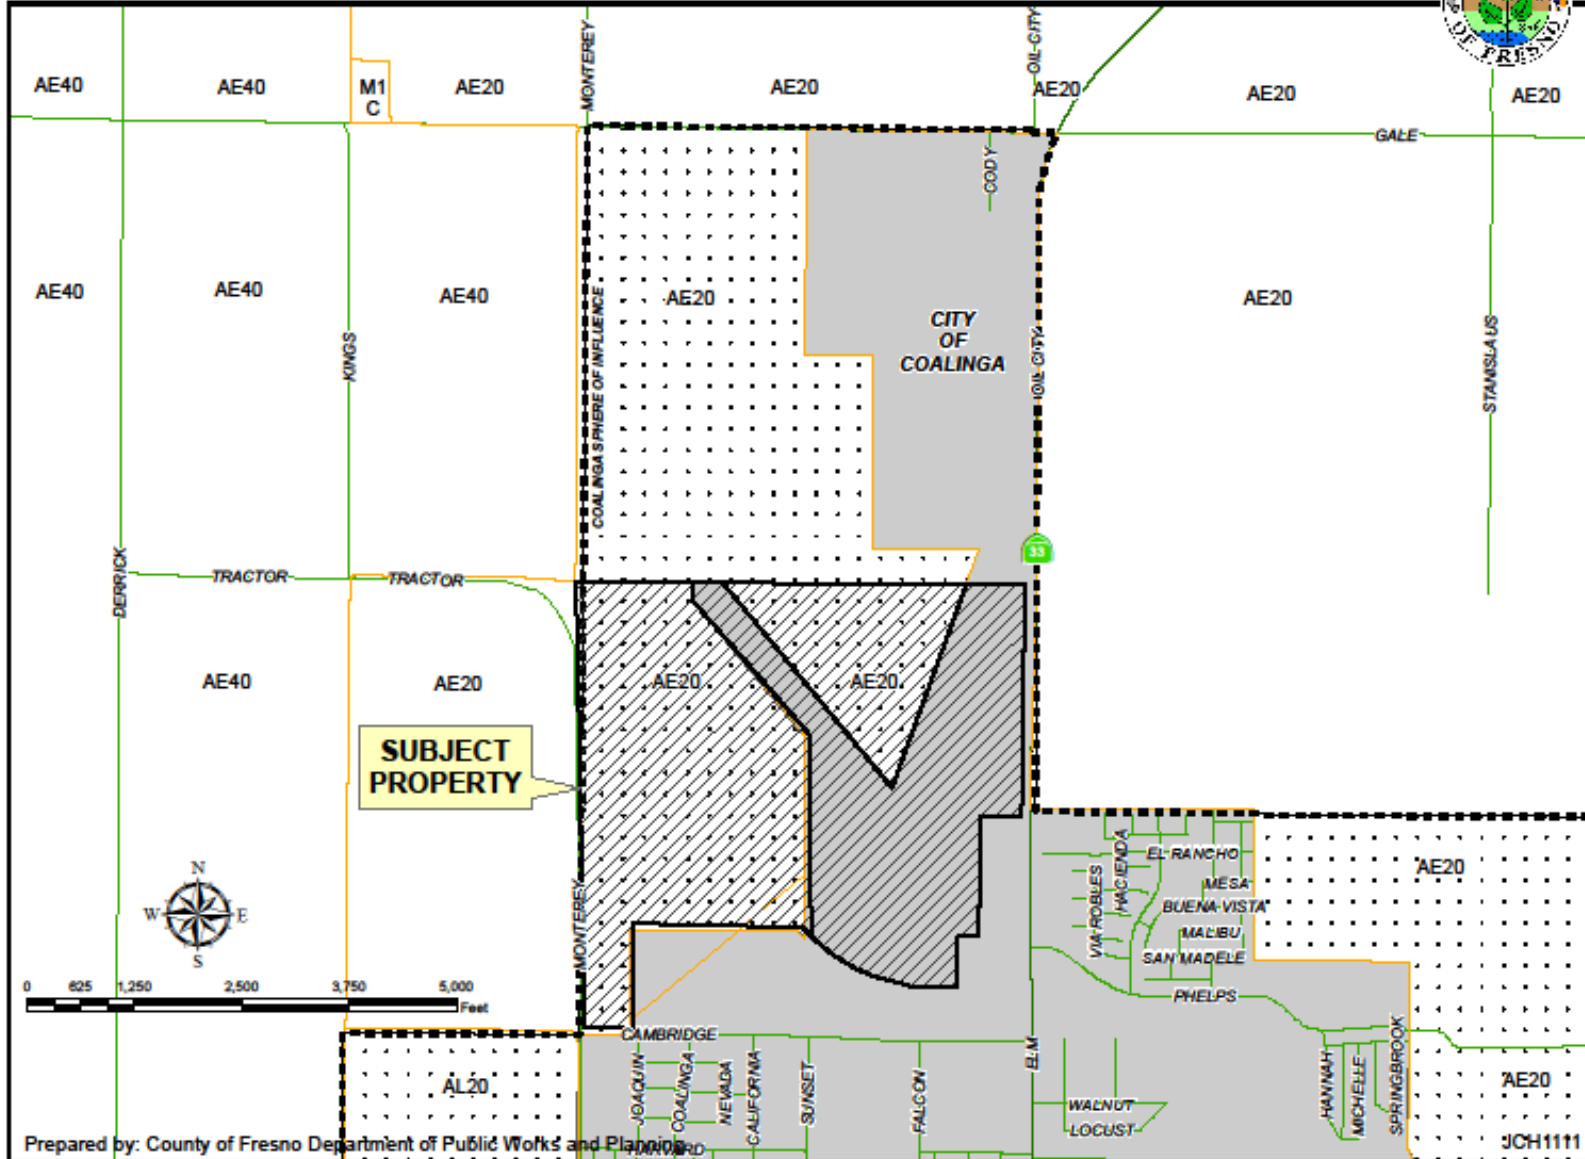 OF FRESNO
AE40
AE40
M1
C
AE20
MONTEREY
AE20
OIL CITY
AE20
AE20
AE20
GALE
CODY
AE40
AE40
KINGS
AE40
COALINGA SPHERE OF INFLUENCE
AE20
CITY
OF
COALINGA
OIL CITY
AE20
STANISLAUS
33
DERRICK
TRACTOR
TRACTOR
AE40
AE20
AE20
AE20
SUBJECT
PROPERTY
N
W
E
S
0
625
1,250
2,500
3,750
5,000
Feet
MONTEREY
EL RANCHO
HACIENDA
MESA
VIA ROBLES
BUENA VISTA
MALIBU
SAN MADELE
PHELPS
AE20
CAMBRIDGE
AL20
JOAQUIN
COALINGA
NEVADA
CALIFORNIA
SUNSET
FALCON
ELM
WALNUT
LOCUST
HANNAH
MICHELLE
SPRINGBROOK
AE20
HARVARD
Prepared by: County of Fresno Department of Public Works and Planning
JCH1111